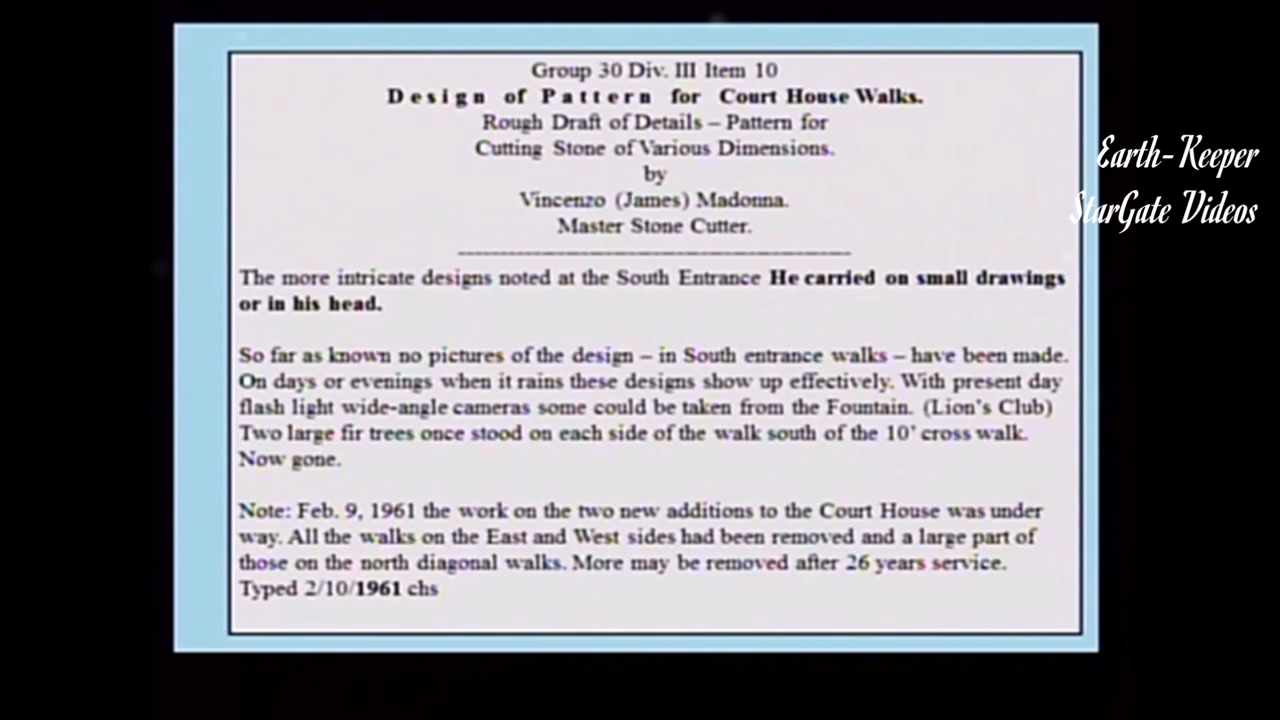 Group 30 Div. III Item 10
Design of Pattern for Court House Walks.
Rough Draft of Details – Pattern for
Cutting Stone of Various Dimensions.
by
Vincenzo (James) Madonna.
Master Stone Cutter.
The more intricate designs noted at the South Entrance He carried on small drawings
or in his head.
So far as known no pictures of the design – in South entrance walks – have been made.
On days or evenings when it rains these designs show up effectively. With present day
flash light wide-angle cameras some could be taken from the Fountain. (Lion's Club)
Two large fir trees once stood on each side of the walk south of the 10' cross walk.
Now gone.
Note: Feb. 9, 1961 the work on the two new additions to the Court House was under
way. All the walks on the East and West sides had been removed and a large part of
those on the north diagonal walks. More may be removed after 26 years service.
Typed 2/10/1961 chs
Earth-Keeper
StarGate Videos